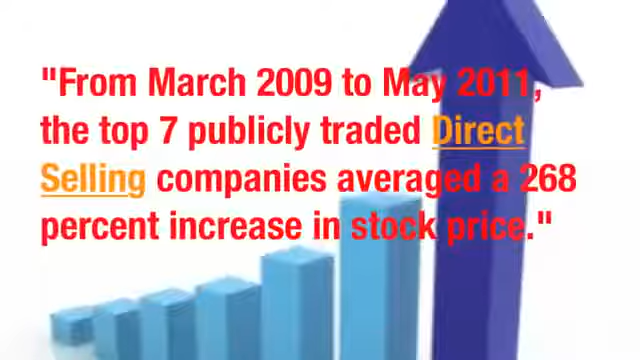 "From March 2009 to May 2011,
the top 7 publicly traded Direct
Selling companies averaged a 268
percent increase in stock price."